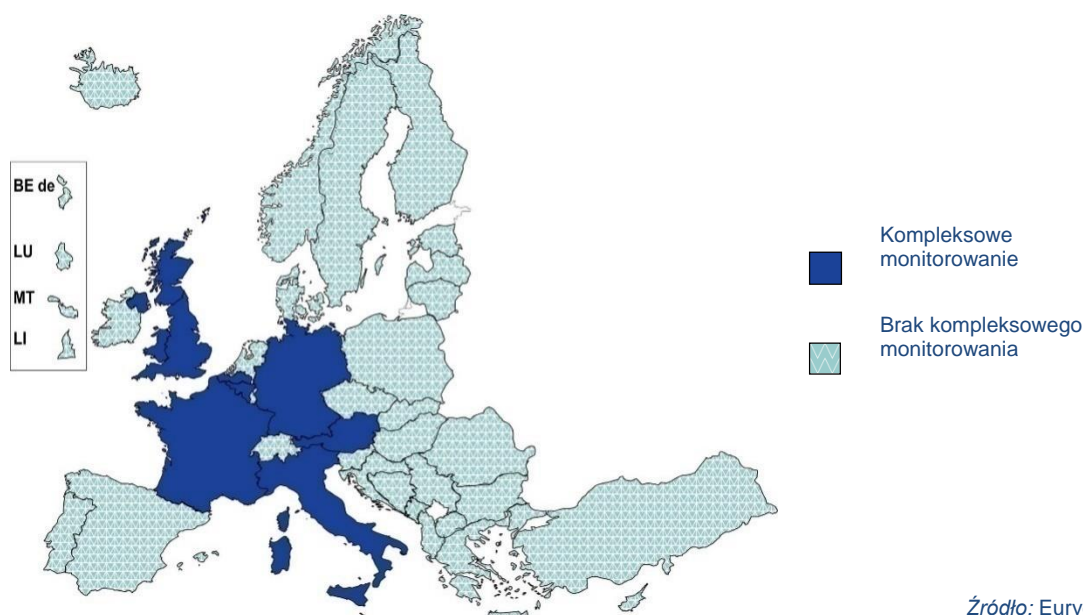 BE de
LU
MT
LI
Kompleksowe
monitorowanie
Brak kompleksowego
monitorowania
Źródło: Eury